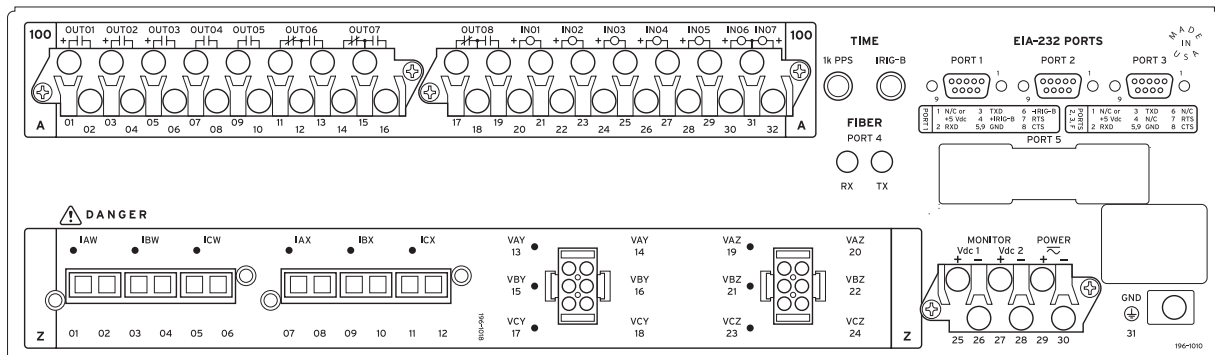 100 OUT01 OUT02 OUT03 OUT04 OUT05 OUT06 OUT07 OUT08 IN01 IN02 IN03 IN04 IN05 IN06 IN07 100
+ + + + + + + + + +
A 01 02 03 04 05 06 07 08 09 10 11 12 13 14 15 16 17 18 19 20 21 22 23 24 25 26 27 28 29 30 31 32 A
TIME
1k PPS IRIG-B
FIBER
PORT 4
RX TX
EIA-232 PORTS
MADE
IN
USA
PORT 1 PORT 2 PORT 3
1 1 1
9 9 9
PORT 1
1 N/C or 3 TXD 6 -IRIG-B
+5 Vdc 4 +IRIG-B 7 RTS
2 RXD 5,9 GND 8 CTS
PORTS 2, 3, F
1 N/C or 3 TXD 6 N/C
+5 Vdc 4 N/C 7 RTS
2 RXD 5,9 GND 8 CTS
PORT 5
DANGER
IAW IBW ICW IAX IBX ICX
Z 01 02 03 04 05 06 07 08 09 10 11 12
196-1018
VAY VAY VAZ VAZ
13 14 19 20
VBY VBY VBZ VBZ
15 16 21 22
VCY VCY VCZ VCZ
17 18 23 24
Z
MONITOR POWER
Vdc 1 Vdc 2
+ – + – + –
25 26 27 28 29 30
GND
31
196-1010